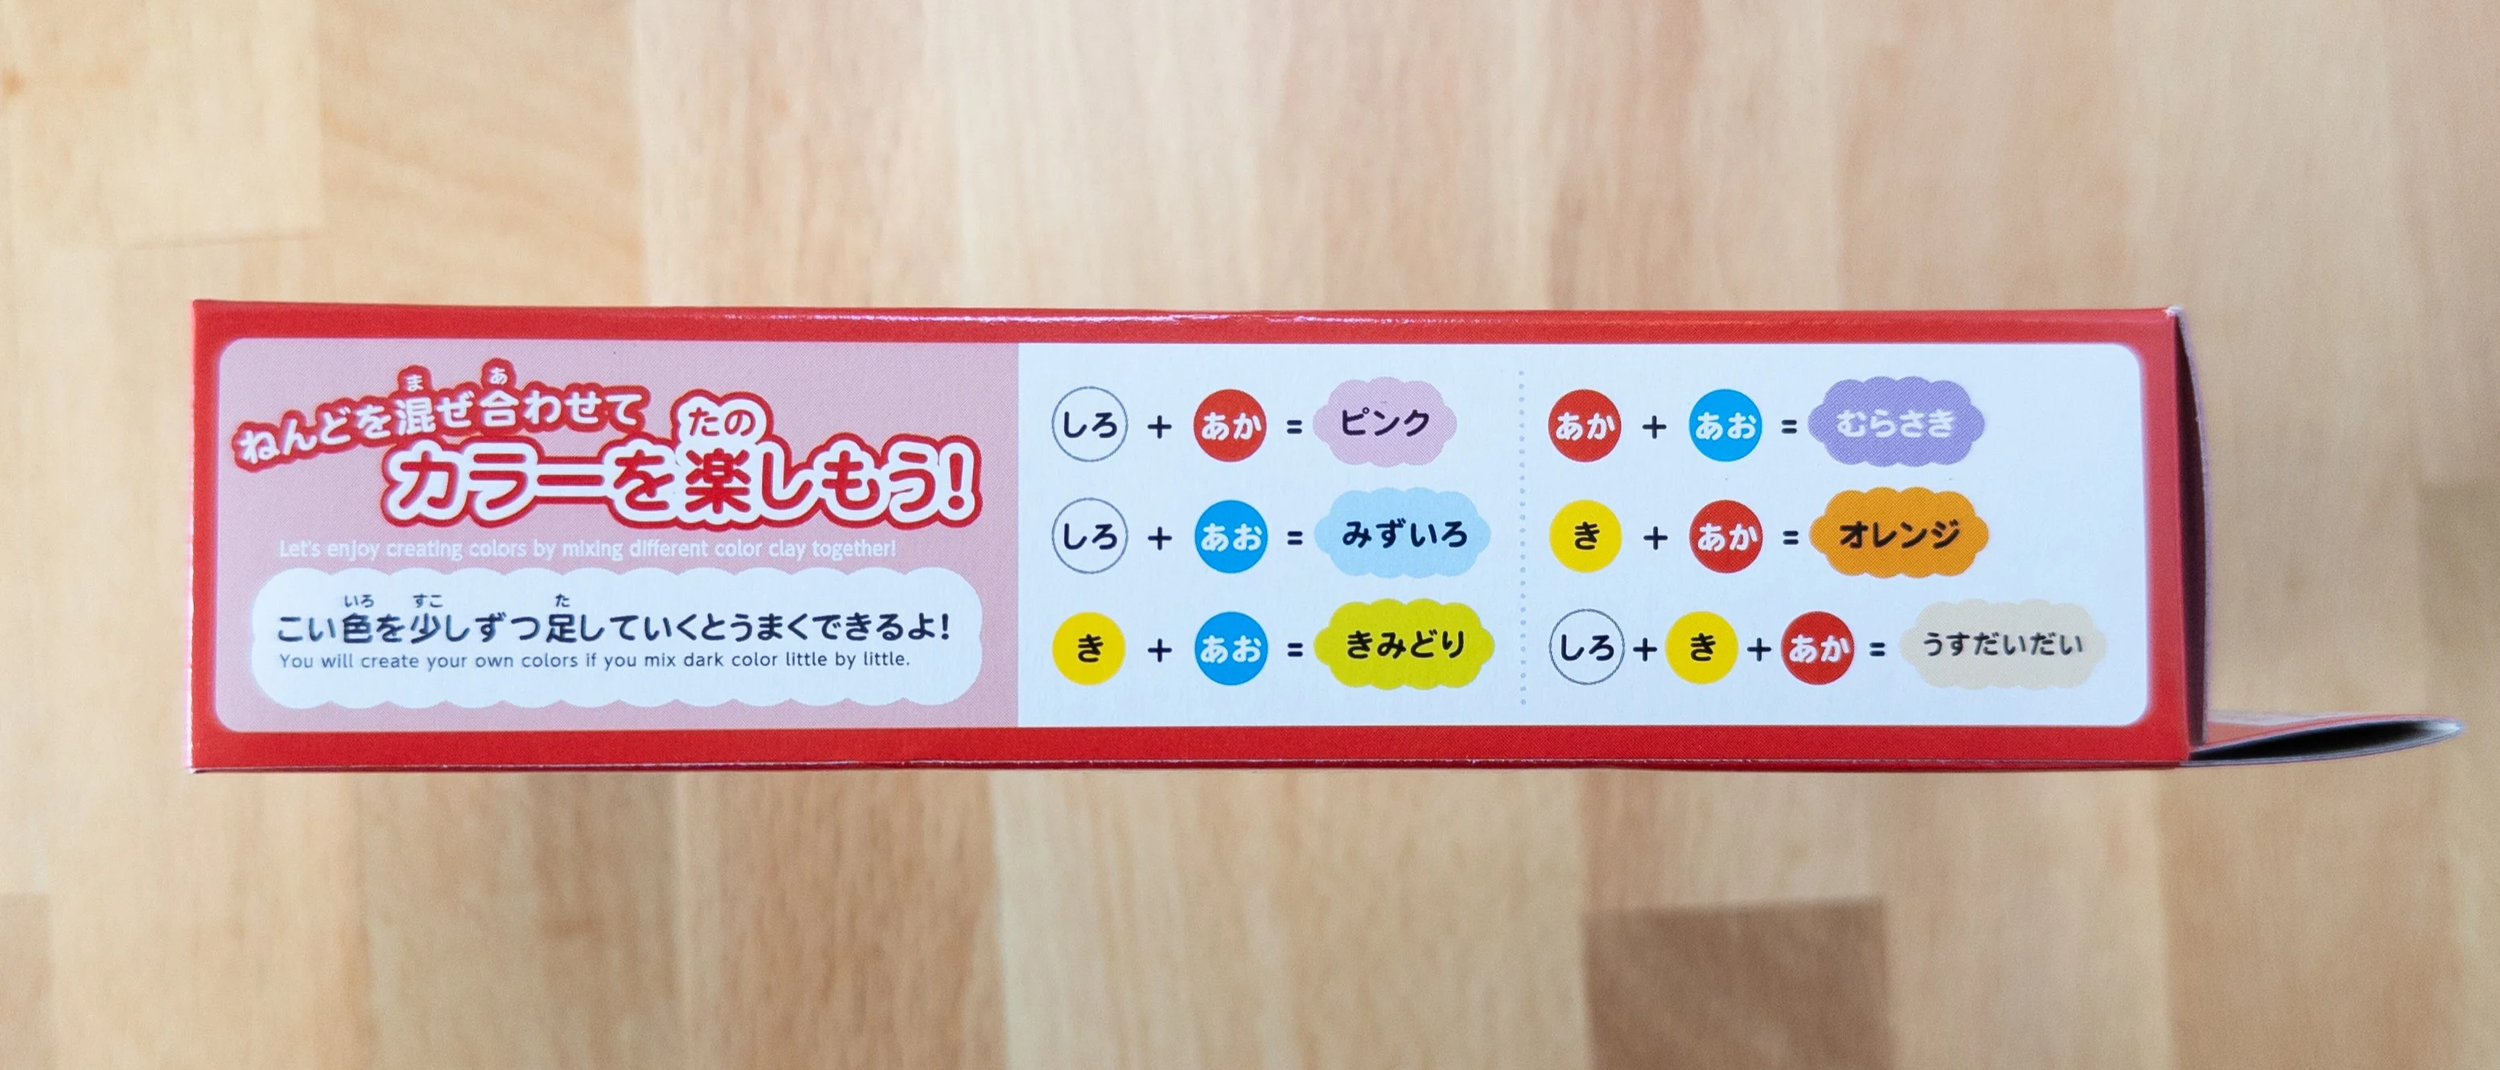 ねんどを混ぜ合わせて
カラーを楽しもう!
Let's enjoy creating colors by mixing different color clay together!
こい色を少しずつ足していくとうまくできるよ!
You will create your own colors if you mix dark color little by little.
しろ + あか = ピンク
しろ + あお = みずいろ
き + あお = きみどり
あか + あお = むらさき
き + あか = オレンジ
しろ + き + あか = うすだいだい